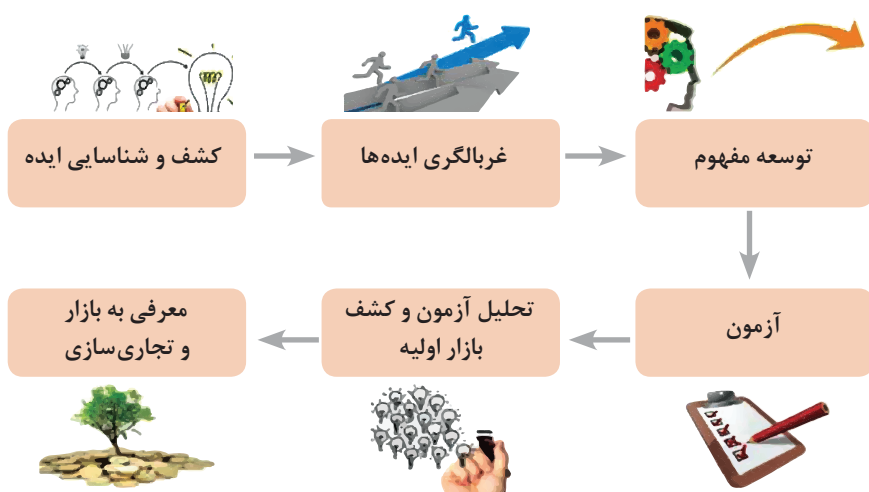 کشف و شناسایی ایده
غربالگری ایده‌ها
توسعه مفهوم
آزمون
تحلیل آزمون و کشف
بازار اولیه
معرفی به بازار
و تجاری‌سازی